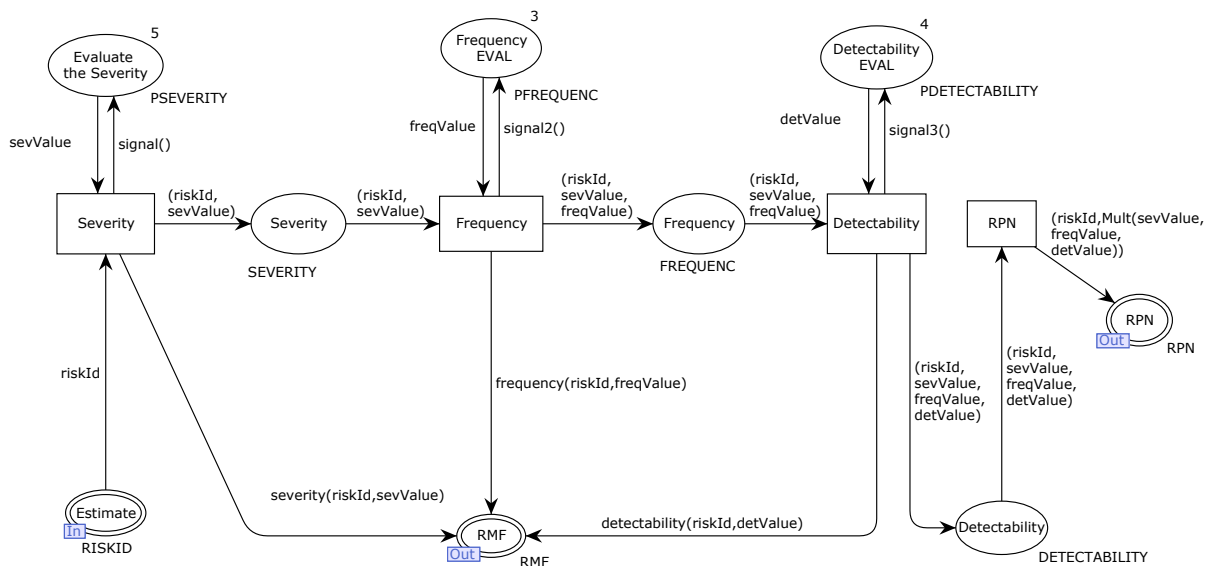 5
Evaluate
the Severity
PSEVERITY
sevValue
signal()
3
Frequency
EVAL
PFREQUENC
freqValue
signal2()
4
Detectability
EVAL
PDETECTABILITY
detValue
signal3()
Severity
(riskId,
sevValue)
Severity
SEVERITY
(riskId,
sevValue)
Frequency
(riskId,
sevValue,
freqValue)
Frequency
FREQUENC
(riskId,
sevValue,
freqValue)
Detectability
RPN
(riskId,Mult(sevValue,
freqValue,
detValue))
RPN
Out
RPN
riskId
frequency(riskId,freqValue)
(riskId,
sevValue,
freqValue,
detValue)
(riskId,
sevValue,
freqValue,
detValue)
Estimate
In
RISKID
severity(riskId,sevValue)
RMF
Out
RMF
detectability(riskId,detValue)
Detectability
DETECTABILITY